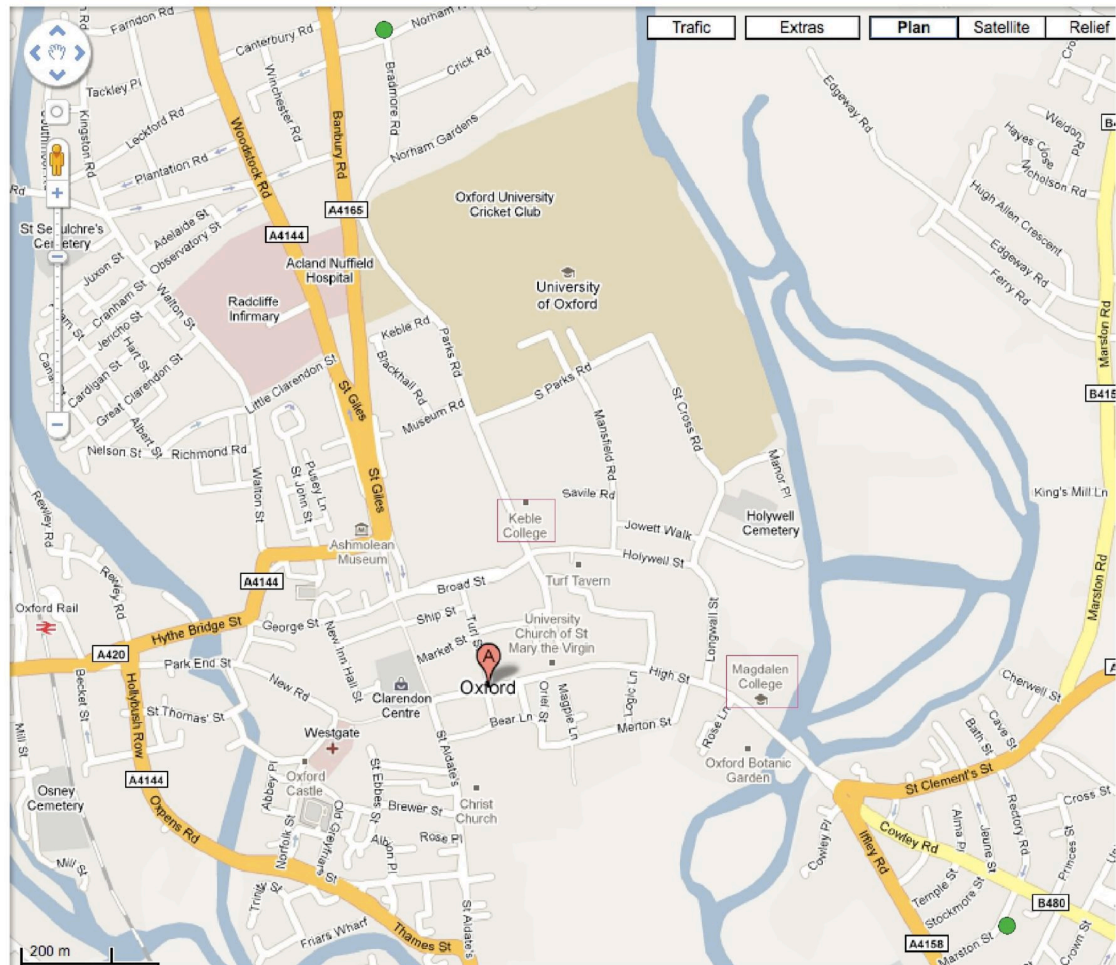 Trafic
Extras
Plan
Satellite
Relief
Farndon Rd
Canterbury Rd
Norham
Bradmore Rd
Crick Rd
Tackley Pl
Winchester Rd
Kingston Rd
Leckford Rd
Woodstock Rd
Banbury Rd
Norham Gardens
Plantation Rd
Rd
Edgeway Rd
Weldon Rd
Hayes Close
Nicholson Rd
Hugh Allen Crescent
Edgeway Rd
Ferry Rd
Marston Rd
B415
A4165
A4144
Oxford University
Cricket Club
St Sepulchre's
Cemetery
Adelaide St
Observatory St
Juxon St
Walton St
Cranham St
Jericho St
Hart St
Cardigan St
Great Clarendon St
Albert St
Acland Nuffield
Hospital
Radcliffe
Infirmary
University
of Oxford
Keble Rd
Parks Rd
Blackhall Rd
Little Clarendon St
St Giles
Museum Rd
S Parks Rd
Mansfield Rd
St Cross Rd
Manor Pl
Nelson St
Richmond Rd
Walton St
St John St
Pusey Ln
St Giles
Rewley Rd
Savile Rd
Keble
College
Jowett Walk
Holywell
Cemetery
King's Mill Ln
Marston Rd
Ashmolean
Museum
Holywell St
Broad St
Turf Tavern
A4144
Rewley Rd
Oxford Rail
Hythe Bridge St
George St
Ship St
Turl St
Market St
University
Church of St
Mary the Virgin
Longwall St
A420
Park End St
New Inn Hall St
New Rd
Becket St
Hollybush Row
St Thomas' St
Clarendon
Centre
A
Oxford
High St
Magdalen
College
Oriel St
Magpie Ln
Logic Ln
Bear Ln
Merton St
Rose Ln
Cherwell St
Cave St
Bath St
Mill St
Westgate
St Aldate's
Oxford Botanic
Garden
Osney
Cemetery
A4144
Oxpens Rd
Abbey Pl
Oxford
Castle
St Ebbes St
Christ
Church
St Clement's St
Cross St
Brewer St
Old Greyfriars St
Norfolk St
Albion Pl
Rose Pl
Cowley Pl
Iffley Rd
Cowley Rd
Alma Pl
Jeune St
Rectory Rd
Princes St
Mill St
Temple St
Stockmore St
B480
Friars Wharf
Thames St
St Aldate's
A4158
Marston St
Crown St
200 m